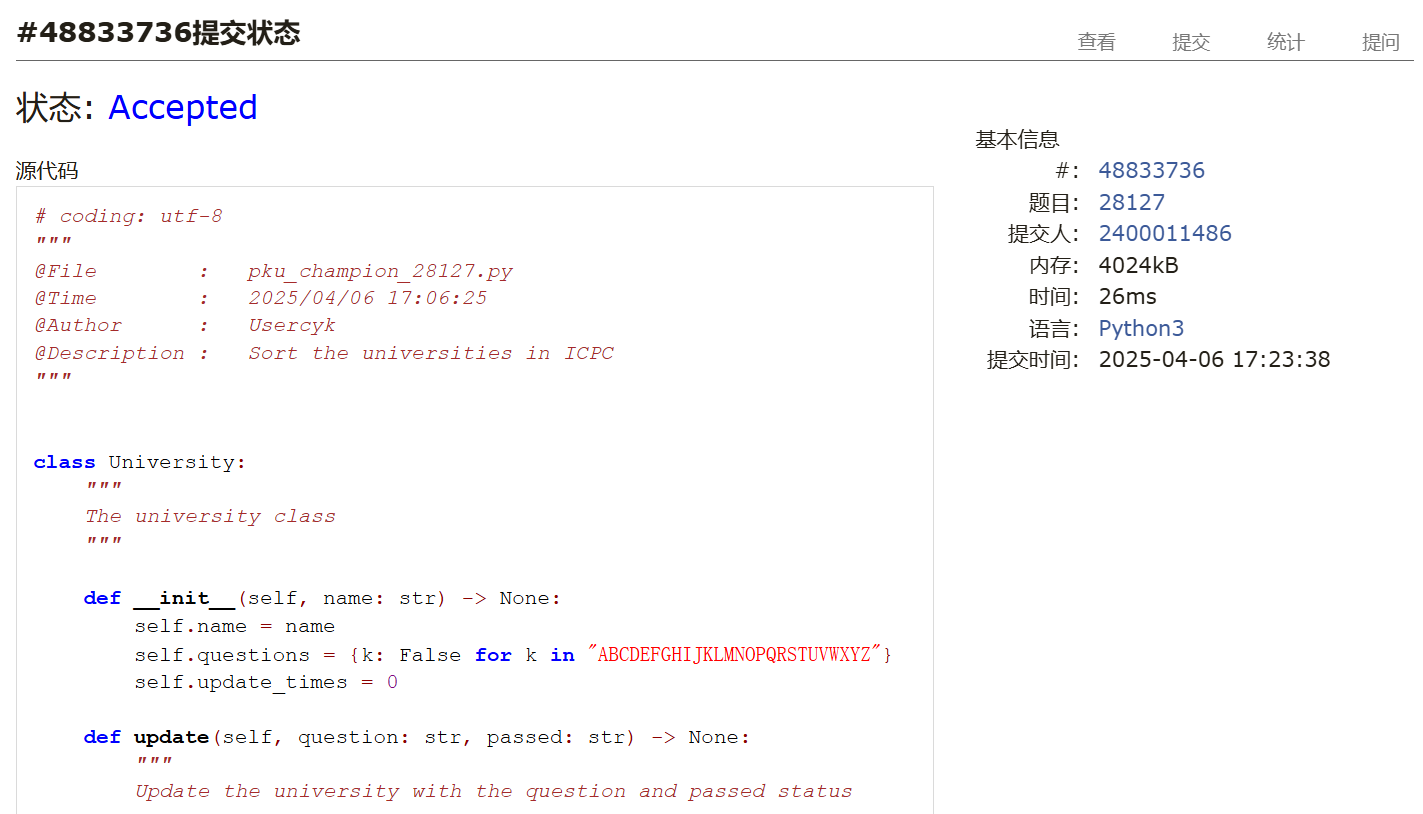 #48833736提交状态
查看 提交 统计 提问
状态: Accepted
源代码
# coding: utf-8
"""
@File        :   pku_champion_28127.py
@Time        :   2025/04/06 17:06:25
@Author      :   Usercyk
@Description :   Sort the universities in ICPC
"""
class University:
    """
    The university class
    """
    def __init__(self, name: str) -> None:
        self.name = name
        self.questions = {k: False for k in "ABCDEFGHIJKLMNOPQRSTUVWXYZ"}
        self.update_times = 0
    def update(self, question: str, passed: str) -> None:
        """
        Update the university with the question and passed status
基本信息
#: 48833736
题目: 28127
提交人: 2400011486
内存: 4024kB
时间: 26ms
语言: Python3
提交时间: 2025-04-06 17:23:38